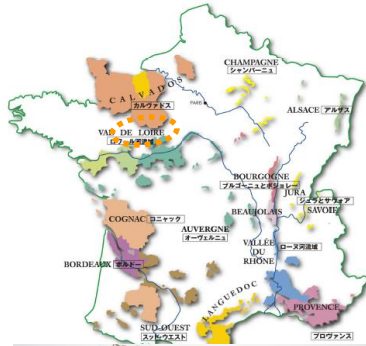 CHAMPAGNE
シャンパーニュ
CALVADOS
カルヴァドス
PARIS
ALSACE アルザス
VAL DE LOIRE
BOURGOGNE
ブルゴーニュとボジョレー
JURA
ジュラとサヴォア
SAVOIE
BEAUJOLAIS
COGNAC コニャック
AUVERGNE
オーヴェルニュ
VALLÉE
DU
RHÔNE
ローヌ河流域
BORDEAUX ボルドー
LANGUEDOC
PROVENCE
プロヴァンス
SUD-OUEST
スッド・ウエスト